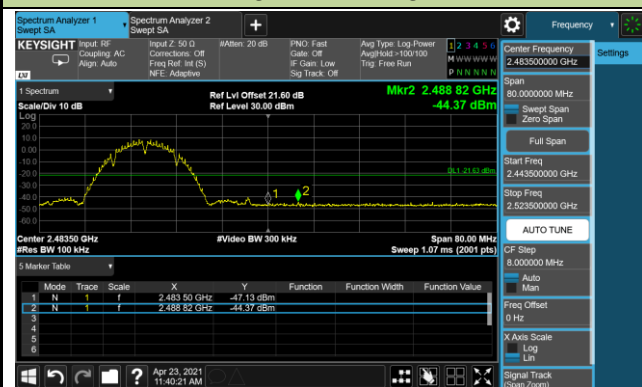 Spectrum Analyzer 1
Swept SA
Spectrum Analyzer 2
Swept SA
+
Frequency
KEYSIGHT
Input: RF
Coupling: AC
Align: Auto
Input Z: 50 Ω
Corrections: Off
Freq Ref: Int (S)
NFE: Adaptive
#Atten: 20 dB
PNO: Fast
Gate: Off
IF Gain: Low
Sig Track: Off
Avg Type: Log-Power
Avg|Hold:>100/100
Trig: Free Run
1 2 3 4 5 6
M W W W W W
P N N N N N
LXI
1 Spectrum
Scale/Div 10 dB
Log
Ref Lvl Offset 21.60 dB
Ref Level 30.00 dBm
Mkr2 2.488 82 GHz
-44.37 dBm
20.0
10.0
0.00
-10.0
-20.0
-30.0
-40.0
-50.0
-60.0
DL1 -21.63 dBm
1
2
Center 2.48350 GHz
#Res BW 100 kHz
#Video BW 300 kHz
Span 80.00 MHz
Sweep 1.07 ms (2001 pts)
5 Marker Table
Mode Trace Scale X Y Function Function Width Function Value
1 N 1 f 2.483 50 GHz -47.13 dBm
2 N 1 f 2.488 82 GHz -44.37 dBm
3
4
5
6
Apr 23, 2021
11:40:21 AM
Center Frequency
2.483500000 GHz
Settings
Span
80.0000000 MHz
Swept Span
Zero Span
Full Span
Start Freq
2.443500000 GHz
Stop Freq
2.523500000 GHz
AUTO TUNE
CF Step
8.000000 MHz
Auto
Man
Freq Offset
0 Hz
X Axis Scale
Log
Lin
Signal Track
(Span Zoom)